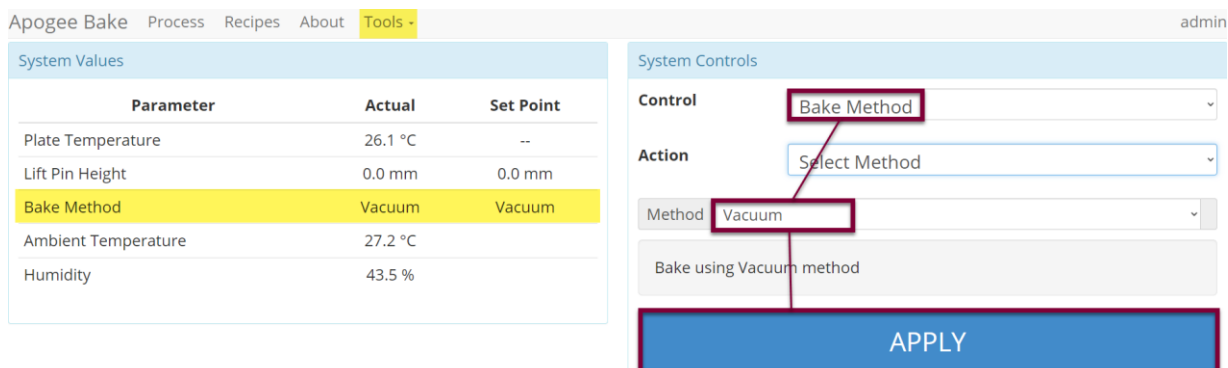 Apogee Bake Process Recipes About Tools admin
System Values
Parameter Actual Set Point
Plate Temperature 26.1 °C --
Lift Pin Height 0.0 mm 0.0 mm
Bake Method Vacuum Vacuum
Ambient Temperature 27.2 °C
Humidity 43.5 %
System Controls
Control Bake Method
Action Select Method
Method Vacuum
Bake using Vacuum method
APPLY